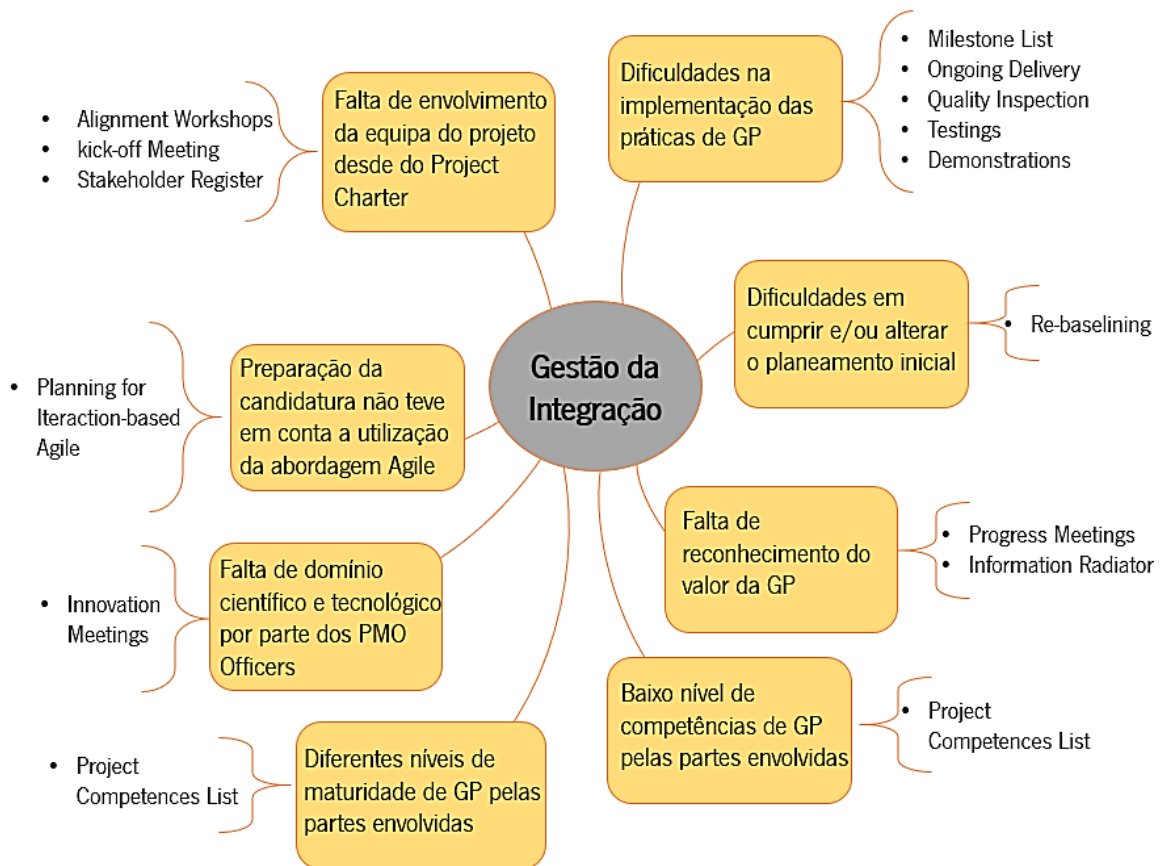 Gestão da
Integração
Falta de envolvimento
da equipa do projeto
desde do Project
Charter
• Alignment Workshops
• kick-off Meeting
• Stakeholder Register
Dificuldades na
implementação das
práticas de GP
• Milestone List
• Ongoing Delivery
• Quality Inspection
• Testings
• Demonstrations
Preparação da
candidatura não teve
em conta a utilização
da abordagem Agile
• Planning for
Iteraction-based
Agile
Dificuldades em
cumprir e/ou alterar
o planeamento inicial
• Re-baselining
Falta de domínio
científico e tecnológico
por parte dos PMO
Officers
• Innovation
Meetings
Falta de
reconhecimento do
valor da GP
• Progress Meetings
• Information Radiator
Diferentes níveis de
maturidade de GP pelas
partes envolvidas
• Project
Competences List
Baixo nível de
competências de GP
pelas partes envolvidas
• Project
Competences List